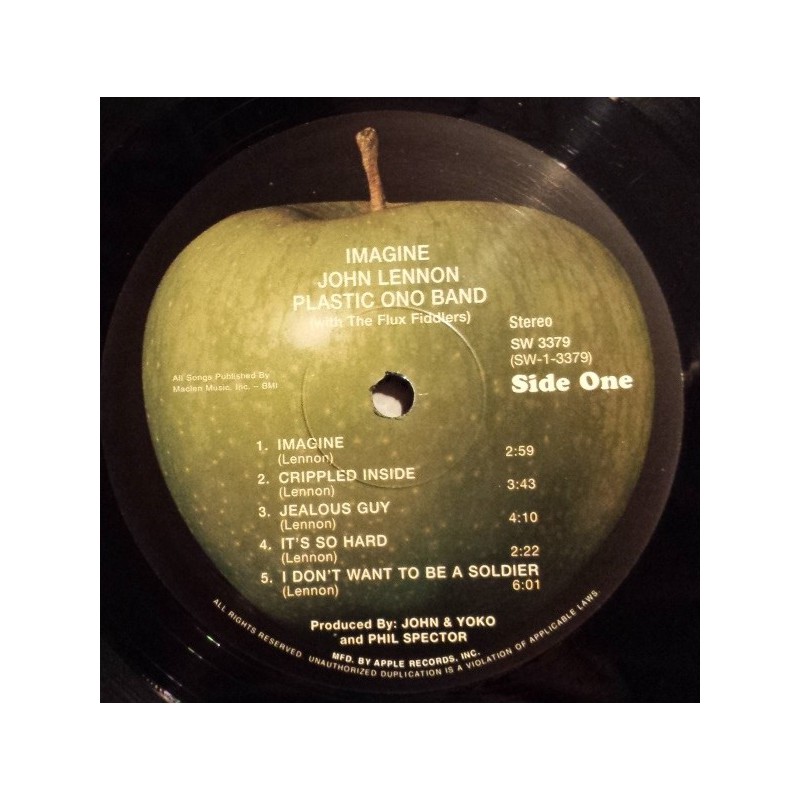 IMAGINE
JOHN LENNON
PLASTIC ONO BAND
(with The Flux Fiddlers)
Stereo
SW 3379
(SW-1-3379)
Side One
All Songs Published By
Maclen Music, Inc. – BMI
1. IMAGINE
(Lennon) 2:59
2. CRIPPLED INSIDE
(Lennon) 3:43
3. JEALOUS GUY
(Lennon) 4:10
4. IT'S SO HARD
(Lennon) 2:22
5. I DON'T WANT TO BE A SOLDIER
(Lennon) 6:01
Produced By: JOHN & YOKO
and PHIL SPECTOR
MFD. BY APPLE RECORDS, INC.
ALL RIGHTS RESERVED. UNAUTHORIZED DUPLICATION IS A VIOLATION OF APPLICABLE LAWS.